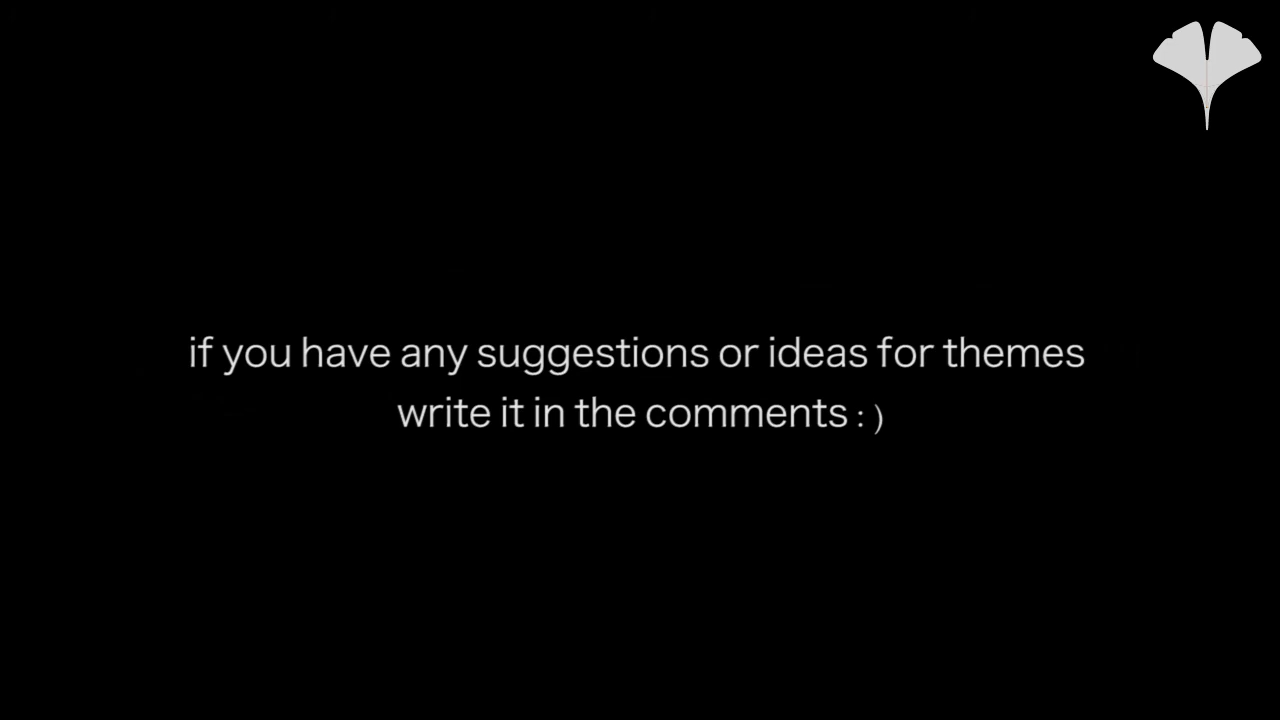 if you have any suggestions or ideas for themes
write it in the comments : )